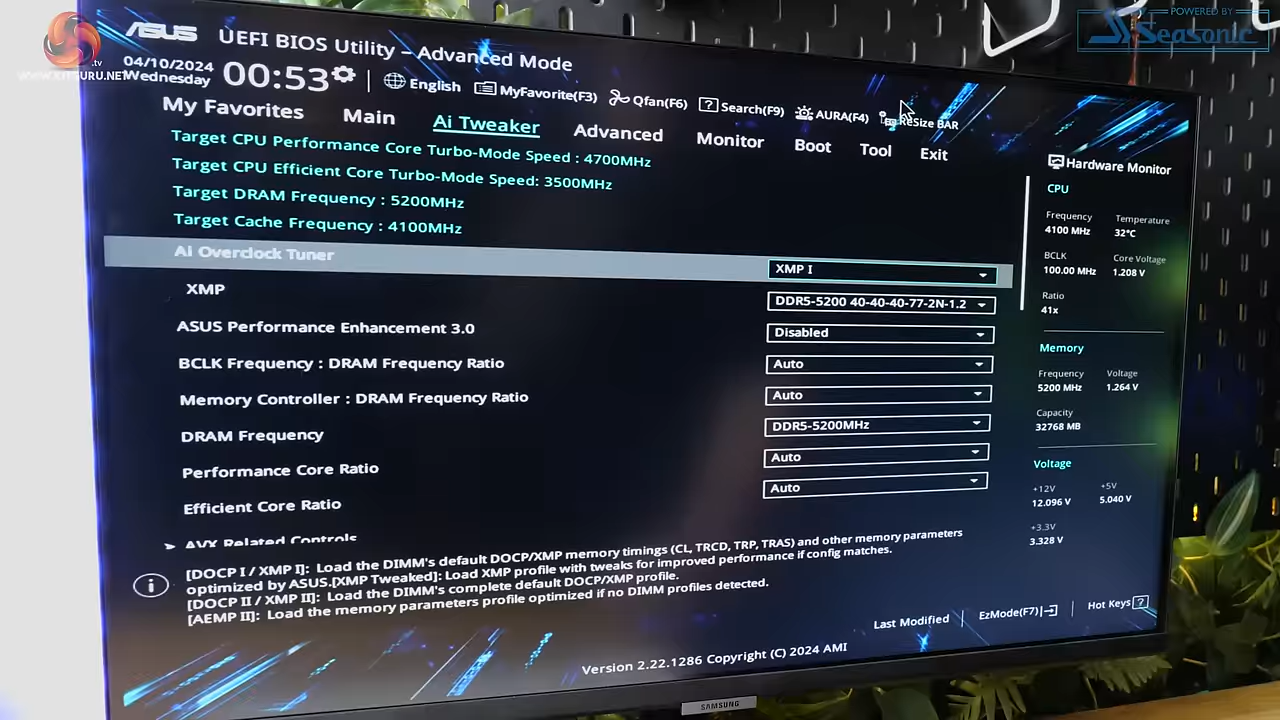 POWERED BY
Seasonic
.tv
WWW.KITGURU.NET
ASUS UEFI BIOS Utility – Advanced Mode
04/10/2024
Wednesday
00:53
English
MyFavorite(F3)
Qfan(F6)
Search(F9)
AURA(F4)
ReSize BAR
My Favorites
Main
Ai Tweaker
Advanced
Monitor
Boot
Tool
Exit
Target CPU Performance Core Turbo-Mode Speed : 4700MHz
Target CPU Efficient Core Turbo-Mode Speed: 3500MHz
Target DRAM Frequency : 5200MHz
Target Cache Frequency : 4100MHz
Ai Overclock Tuner XMP I
XMP DDR5-5200 40-40-40-77-2N-1.2
ASUS Performance Enhancement 3.0 Disabled
BCLK Frequency : DRAM Frequency Ratio Auto
Memory Controller : DRAM Frequency Ratio Auto
DRAM Frequency DDR5-5200MHz
Performance Core Ratio Auto
Efficient Core Ratio Auto
AVX Related Controls
[DOCP I / XMP I]: Load the DIMM's default DOCP/XMP memory timings (CL, TRCD, TRP, TRAS) and other memory parameters
optimized by ASUS.[XMP Tweaked]: Load XMP profile with tweaks for improved performance if config matches.
[DOCP II / XMP II]: Load the DIMM's complete default DOCP/XMP profile.
[AEMP II]: Load the memory parameters profile optimized if no DIMM profiles detected.
Hardware Monitor
CPU
Frequency Temperature
4100 MHz 32°C
BCLK Core Voltage
100.00 MHz 1.208 V
Ratio
41x
Memory
Frequency Voltage
5200 MHz 1.264 V
Capacity
32768 MB
Voltage
+12V +5V
12.096 V 5.040 V
+3.3V
3.328 V
Last Modified
EzMode(F7)
Hot Keys ?
Version 2.22.1286 Copyright (C) 2024 AMI
SAMSUNG